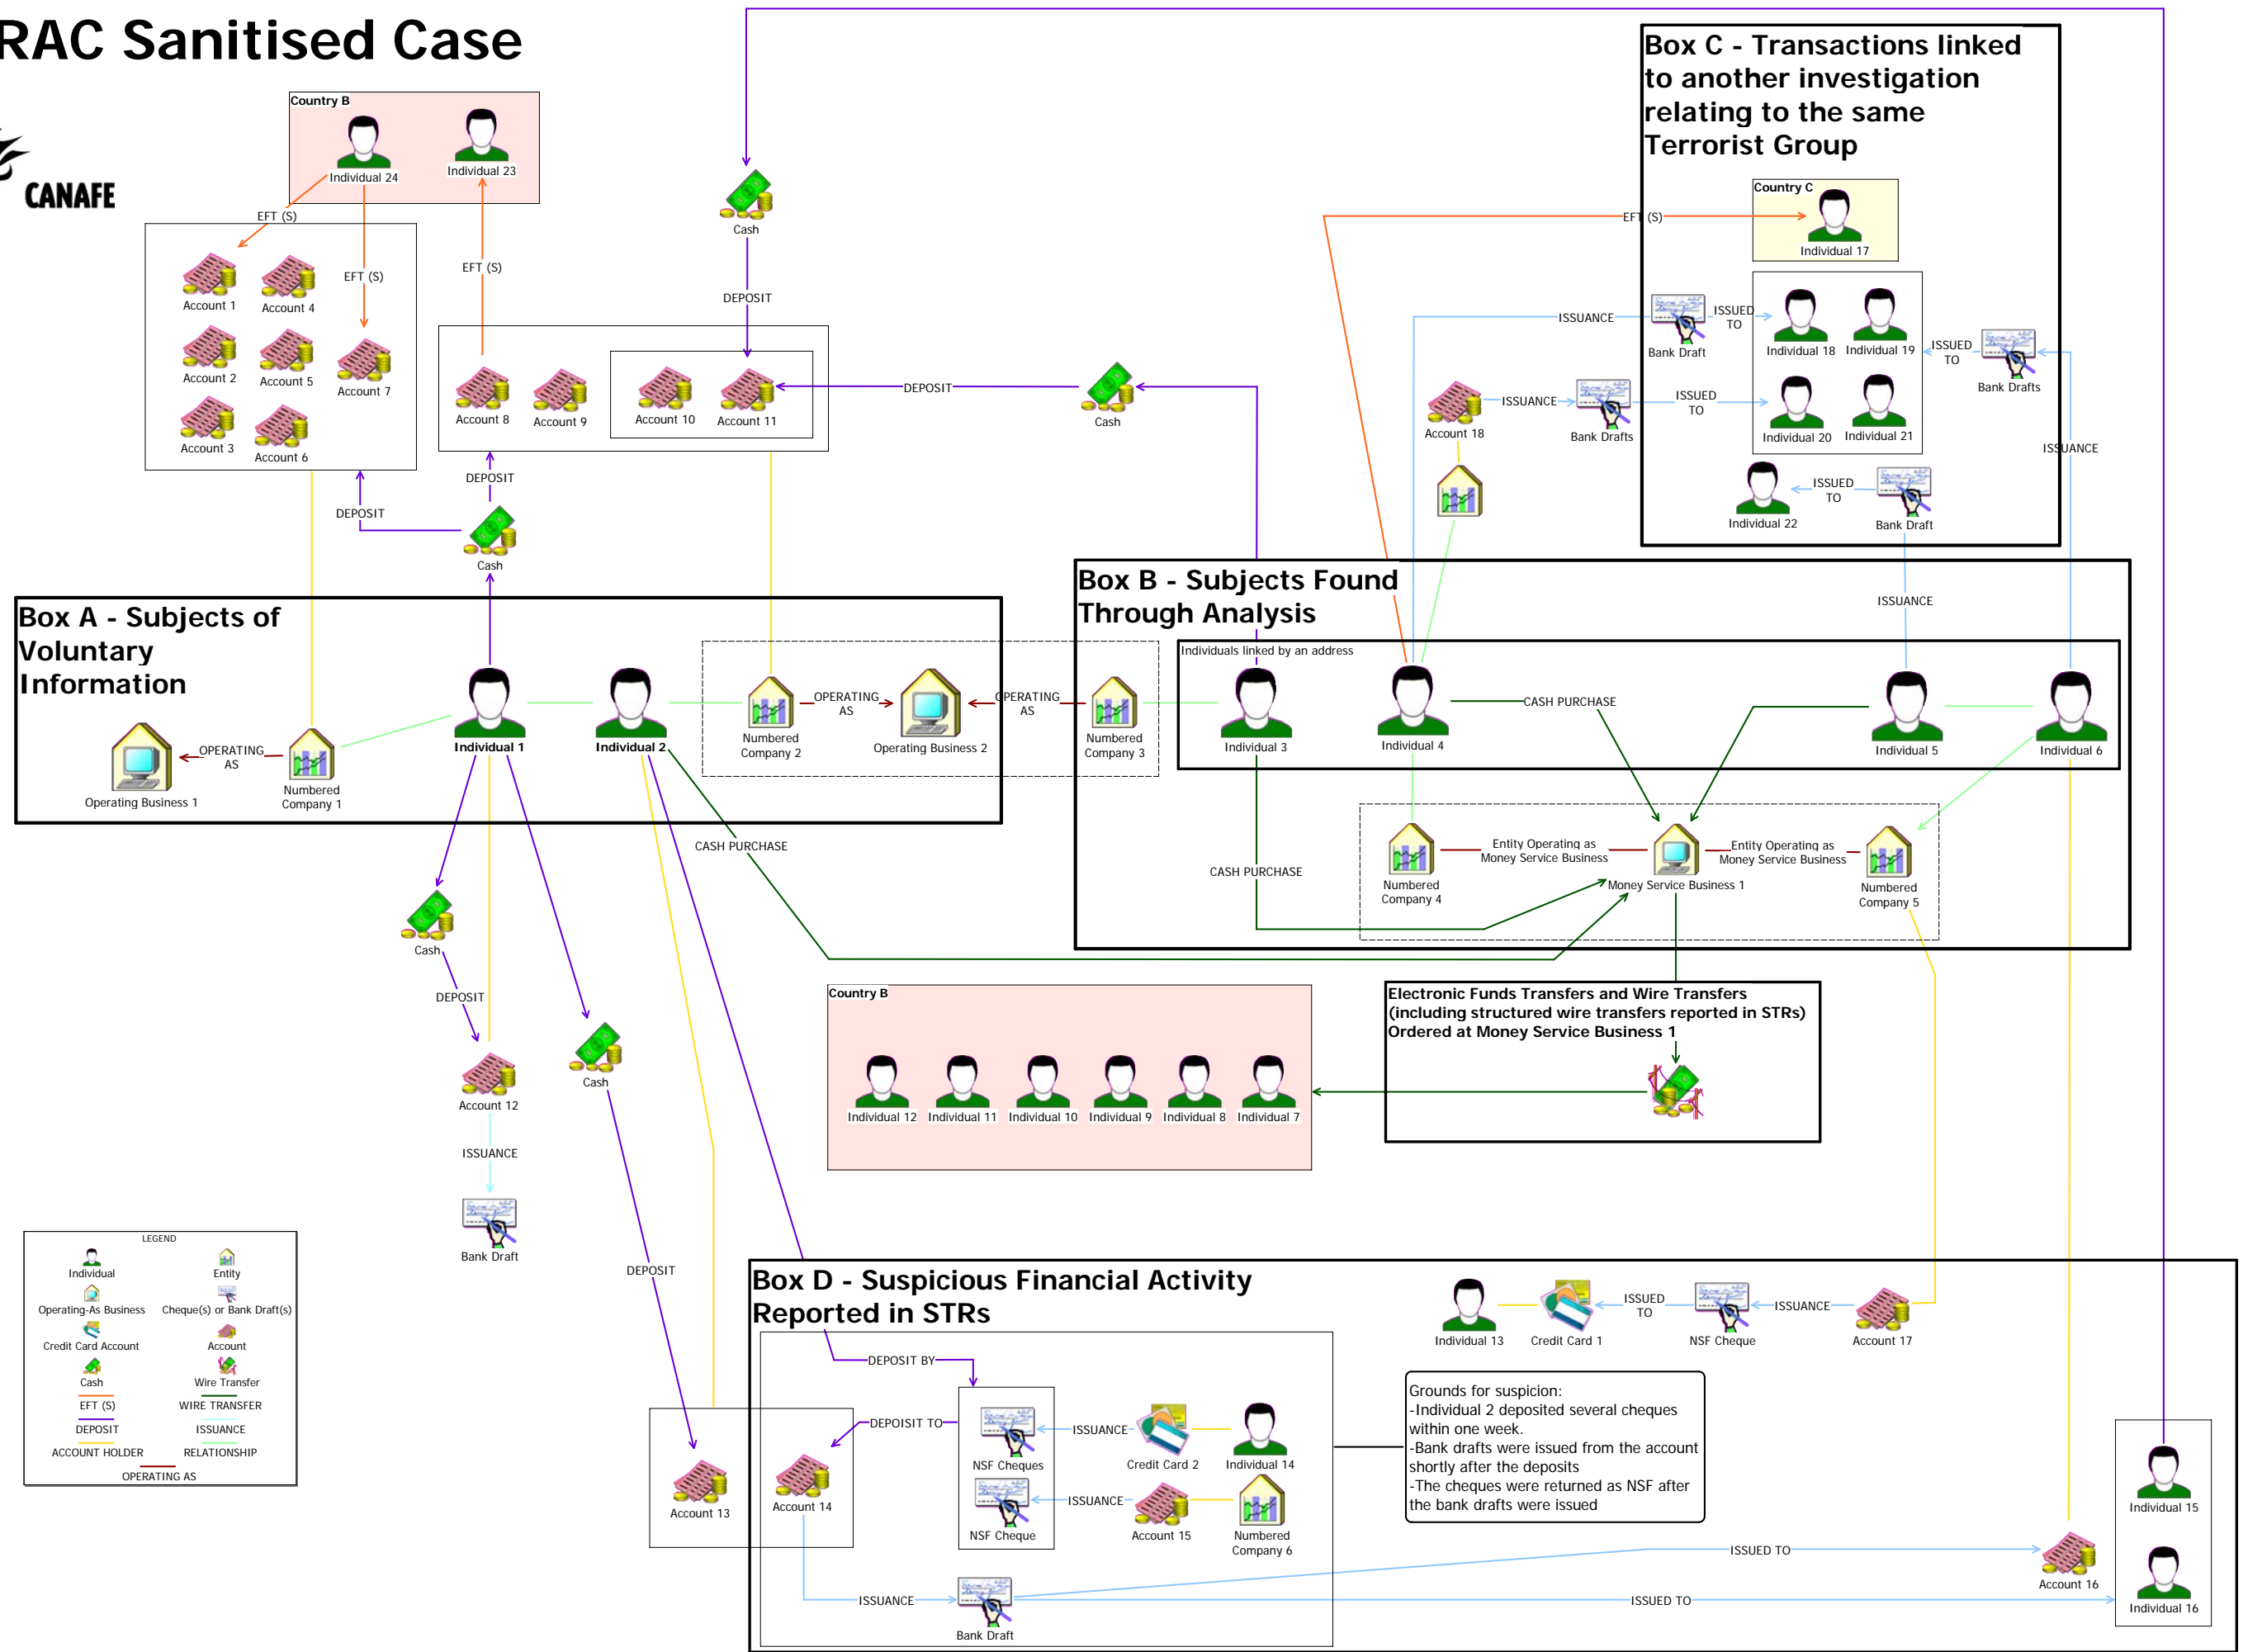 RAC Sanitised Case
CANAFE
Country B
Individual 24
Individual 23
EFT (S)
EFT (S)
EFT (S)
Account 1
Account 4
Account 2
Account 5
Account 7
Account 3
Account 6
Cash
DEPOSIT
Account 8
Account 9
Account 10
Account 11
DEPOSIT
Cash
DEPOSIT
DEPOSIT
Cash
Box C - Transactions linked
to another investigation
relating to the same
Terrorist Group
Country C
Individual 17
EFT (S)
ISSUANCE
Bank Draft
ISSUED
TO
Individual 18
Individual 19
ISSUED
TO
Bank Drafts
Account 18
ISSUANCE
Bank Drafts
ISSUED
TO
Individual 20
Individual 21
ISSUANCE
Individual 22
ISSUED
TO
Bank Draft
ISSUANCE
Box A - Subjects of
Voluntary
Information
Operating Business 1
OPERATING
AS
Numbered
Company 1
Individual 1
Individual 2
Numbered
Company 2
OPERATING
AS
Operating Business 2
OPERATING
AS
Numbered
Company 3
Box B - Subjects Found
Through Analysis
Individuals linked by an address
Individual 3
Individual 4
CASH PURCHASE
Individual 5
Individual 6
CASH PURCHASE
CASH PURCHASE
Numbered
Company 4
Entity Operating as
Money Service Business
Money Service Business 1
Entity Operating as
Money Service Business
Numbered
Company 5
Cash
DEPOSIT
Account 12
ISSUANCE
Bank Draft
Cash
DEPOSIT
Country B
Individual 12
Individual 11
Individual 10
Individual 9
Individual 8
Individual 7
Electronic Funds Transfers and Wire Transfers
(including structured wire transfers reported in STRs)
Ordered at Money Service Business 1
LEGEND
Individual
Entity
Operating-As Business
Cheque(s) or Bank Draft(s)
Credit Card Account
Account
Cash
Wire Transfer
EFT (S)
WIRE TRANSFER
DEPOSIT
ISSUANCE
ACCOUNT HOLDER
RELATIONSHIP
OPERATING AS
Box D - Suspicious Financial Activity
Reported in STRs
Individual 13
Credit Card 1
ISSUED
TO
NSF Cheque
ISSUANCE
Account 17
DEPOSIT BY
DEPOISIT TO
Account 13
Account 14
NSF Cheques
ISSUANCE
Credit Card 2
Individual 14
NSF Cheque
ISSUANCE
Account 15
Numbered
Company 6
Grounds for suspicion:
-Individual 2 deposited several cheques
within one week.
-Bank drafts were issued from the account
shortly after the deposits
-The cheques were returned as NSF after
the bank drafts were issued
ISSUANCE
Bank Draft
ISSUED TO
ISSUED TO
Account 16
Individual 15
Individual 16